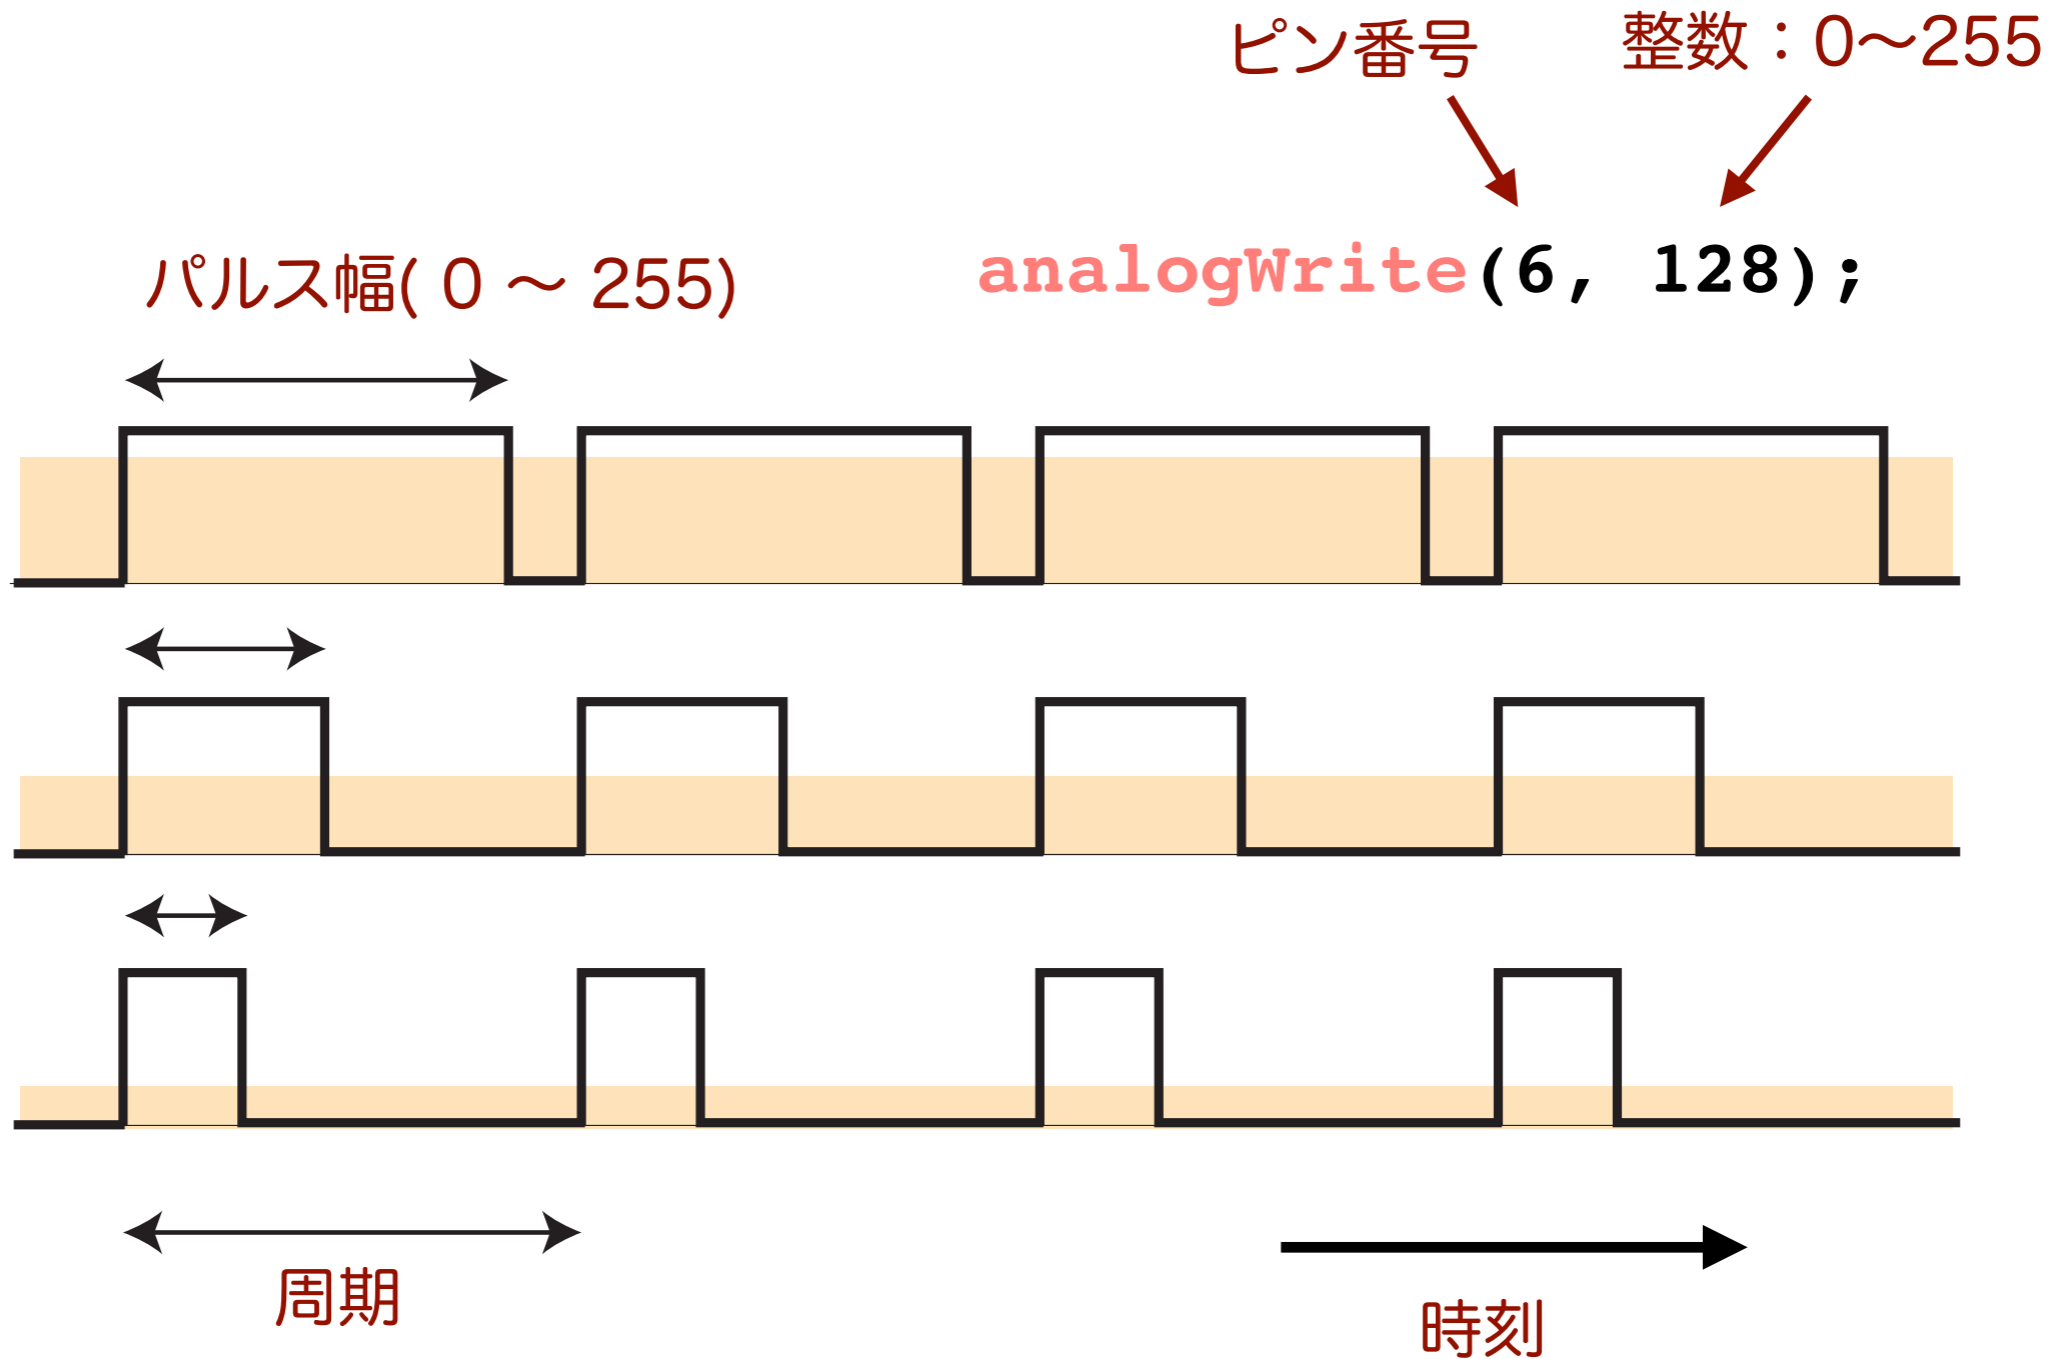 ピン番号
整数：0〜255
パルス幅( 0 〜 255)
analogWrite(6, 128);
周期
時刻